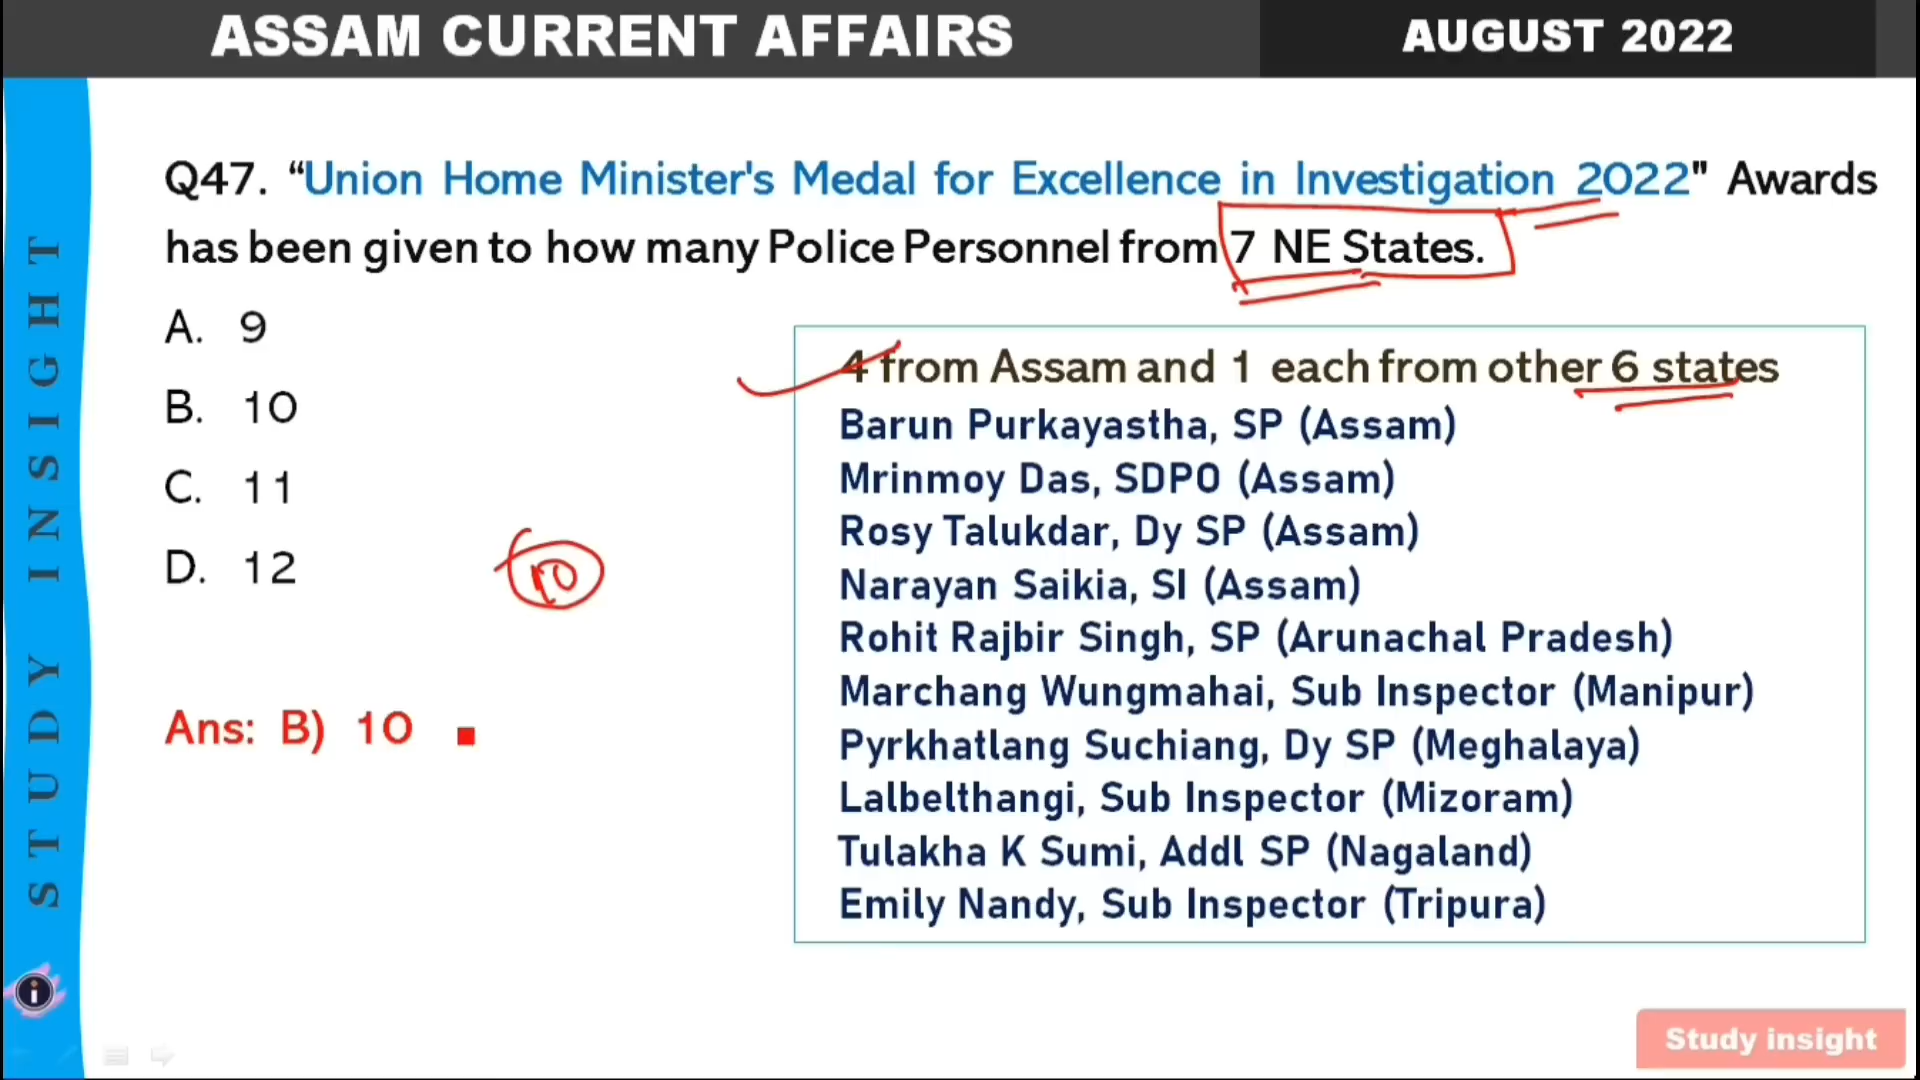 ASSAM CURRENT AFFAIRS
AUGUST 2022
STUDY INSIGHT
Q47. “Union Home Minister's Medal for Excellence in Investigation 2022" Awards
has been given to how many Police Personnel from 7 NE States.
A. 9
B. 10
C. 11
D. 12
10
Ans: B) 10
4 from Assam and 1 each from other 6 states
Barun Purkayastha, SP (Assam)
Mrinmoy Das, SDPO (Assam)
Rosy Talukdar, Dy SP (Assam)
Narayan Saikia, SI (Assam)
Rohit Rajbir Singh, SP (Arunachal Pradesh)
Marchang Wungmahai, Sub Inspector (Manipur)
Pyrkhatlang Suchiang, Dy SP (Meghalaya)
Lalbelthangi, Sub Inspector (Mizoram)
Tulakha K Sumi, Addl SP (Nagaland)
Emily Nandy, Sub Inspector (Tripura)
i
Study insight